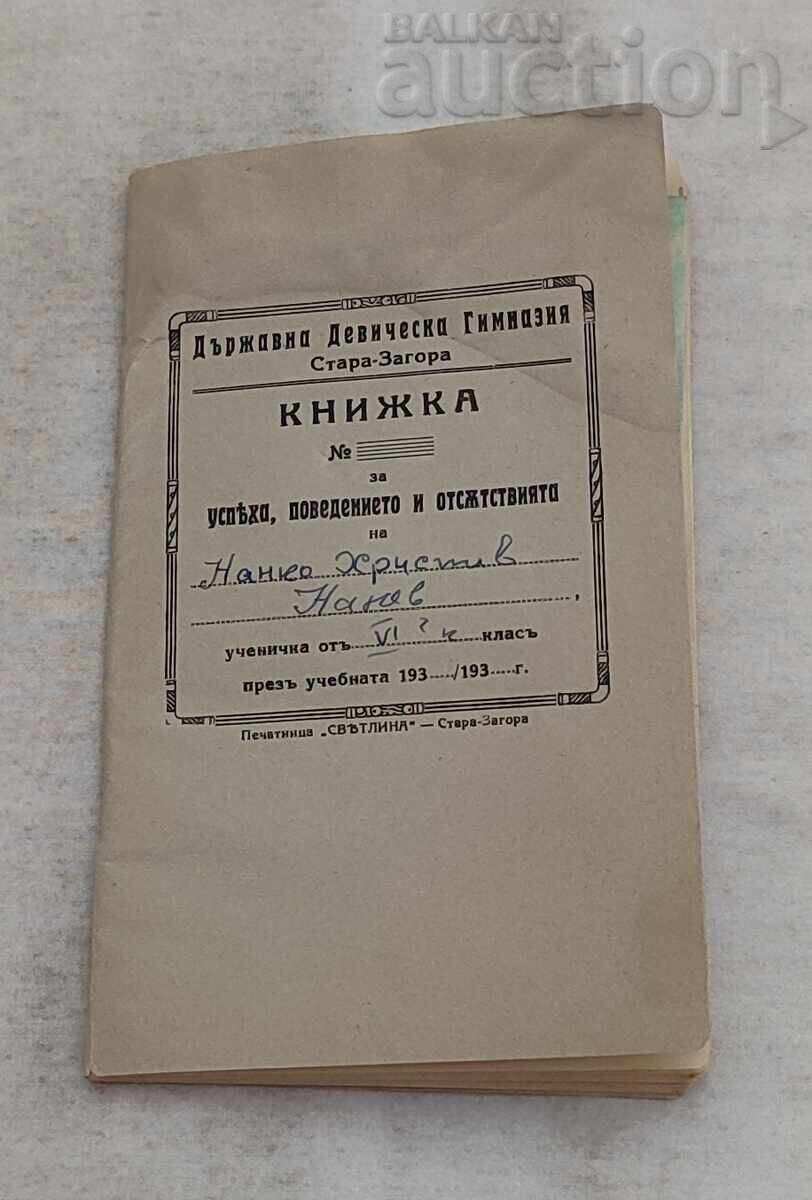 BALKAN
auction
Държавна Девическа Гимназия
Стара-Загора
КНИЖКА
№
за
успѣха, поведението и отсѫтствията
на
Нанко Христов
Нанев,
ученичка отъ VI класъ
презъ учебната 193...../193.....г.
Печатница „СВѢТЛИНА“ — Стара-Загора